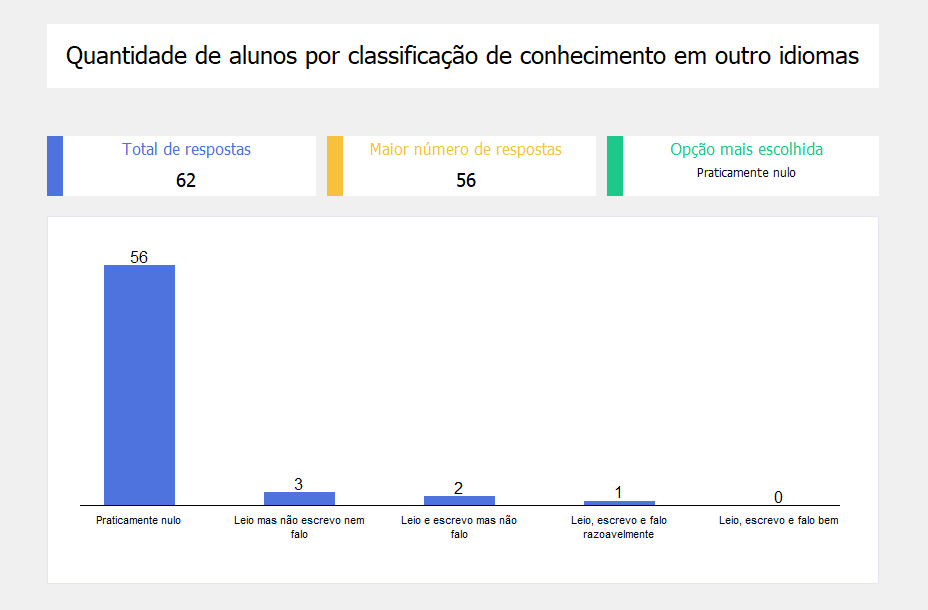 Quantidade de alunos por classificação de conhecimento em outro idiomas
Total de respostas
62
Maior número de respostas
56
Opção mais escolhida
Praticamente nulo
56
3
2
1
0
Praticamente nulo
Leio mas não escrevo nem
falo
Leio e escrevo mas não
falo
Leio, escrevo e falo
razoavelmente
Leio, escrevo e falo bem